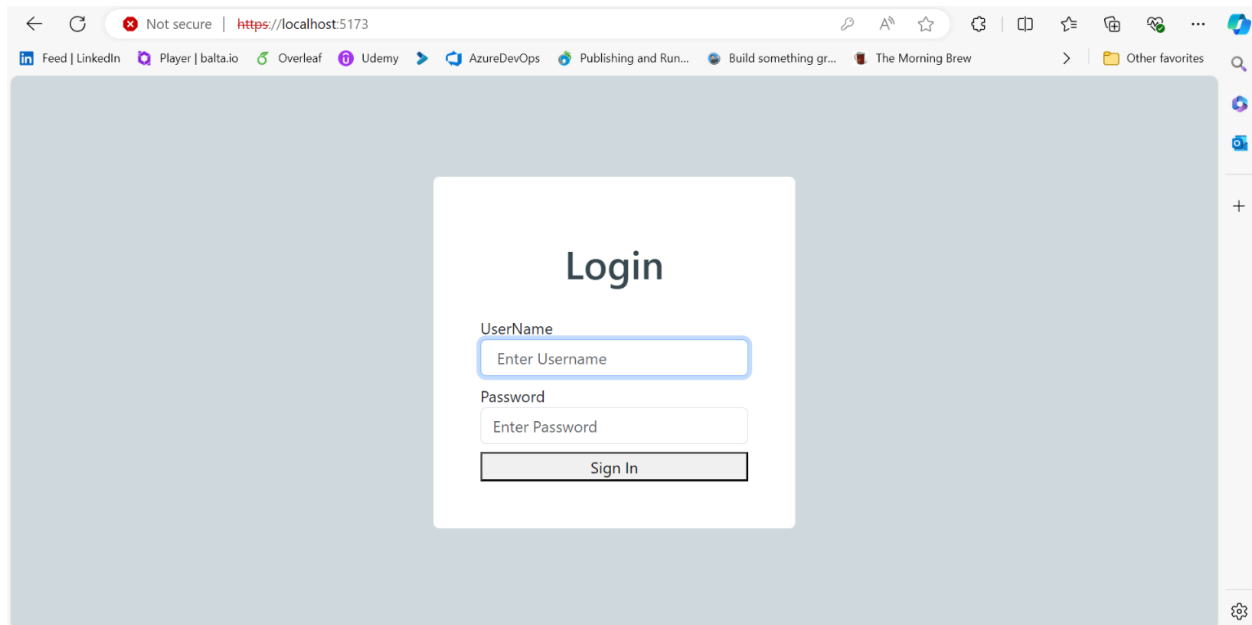 Not secure | https://localhost:5173
Feed | LinkedIn Player | balta.io Overleaf Udemy AzureDevOps Publishing and Run... Build something gr... The Morning Brew Other favorites
Login
UserName
Enter Username
Password
Enter Password
Sign In